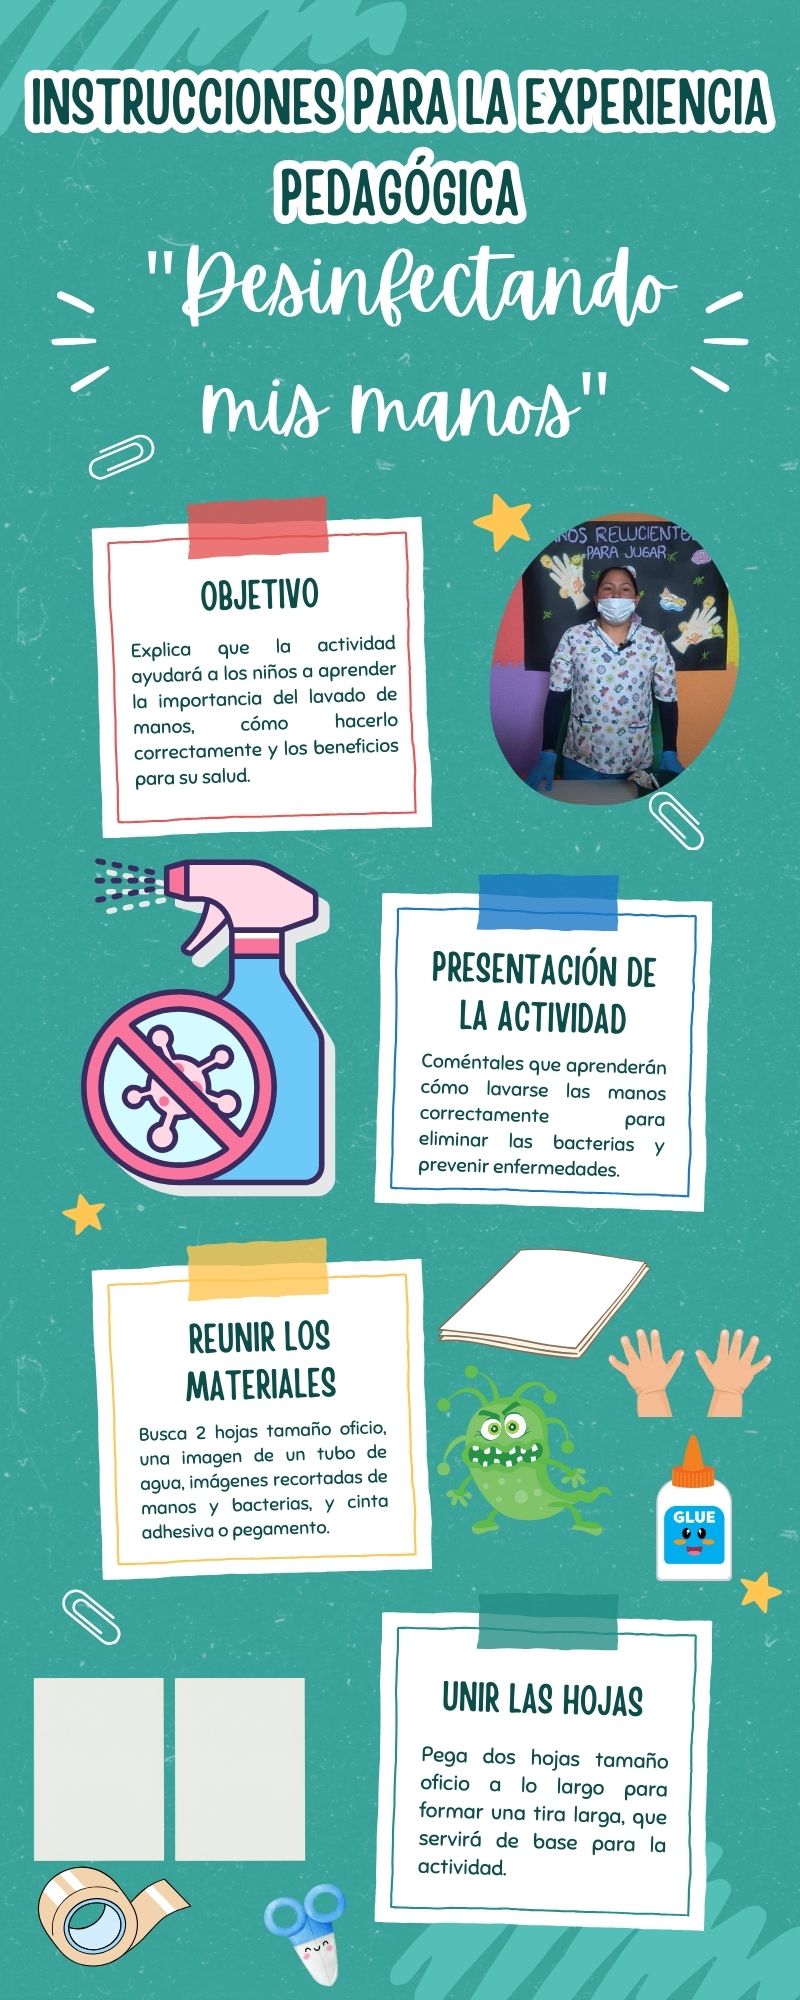 INSTRUCCIONES PARA LA EXPERIENCIA
PEDAGÓGICA
"Desinfectando
mis manos"
OBJETIVO
Explica que la actividad
ayudará a los niños a aprender
la importancia del lavado de
manos, cómo hacerlo
correctamente y los beneficios
para su salud.
NOS RELUCIENTE
PARA JUGAR
PRESENTACIÓN DE
LA ACTIVIDAD
Coméntales que aprenderán
cómo lavarse las manos
correctamente para
eliminar las bacterias y
prevenir enfermedades.
REUNIR LOS
MATERIALES
Busca 2 hojas tamaño oficio,
una imagen de un tubo de
agua, imágenes recortadas de
manos y bacterias, y cinta
adhesiva o pegamento.
GLUE
UNIR LAS HOJAS
Pega dos hojas tamaño
oficio a lo largo para
formar una tira larga, que
servirá de base para la
actividad.